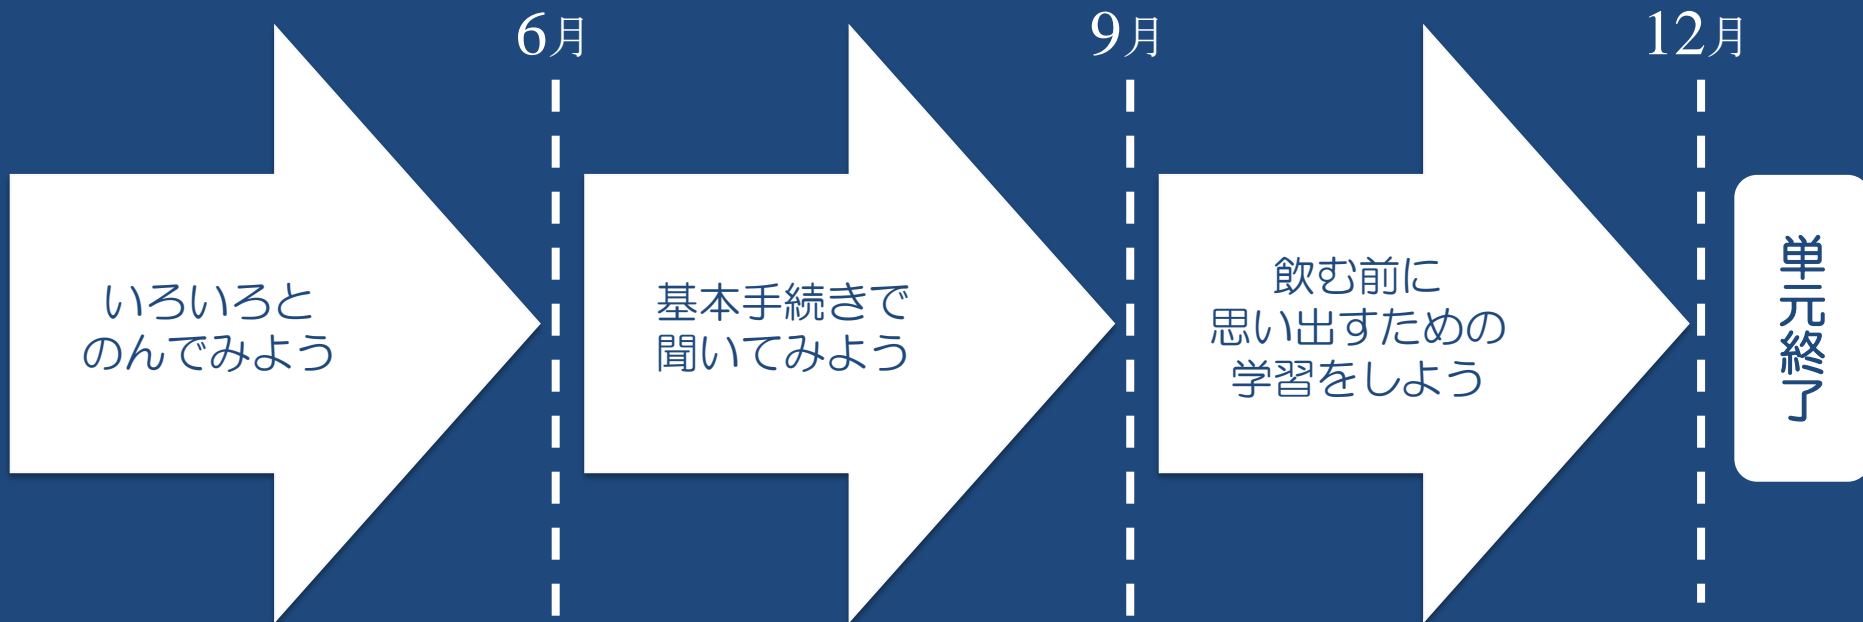 6月
9月
12月
いろいろと
のんでみよう
基本手続きで
聞いてみよう
飲む前に
思い出すための
学習をしよう
単元終了